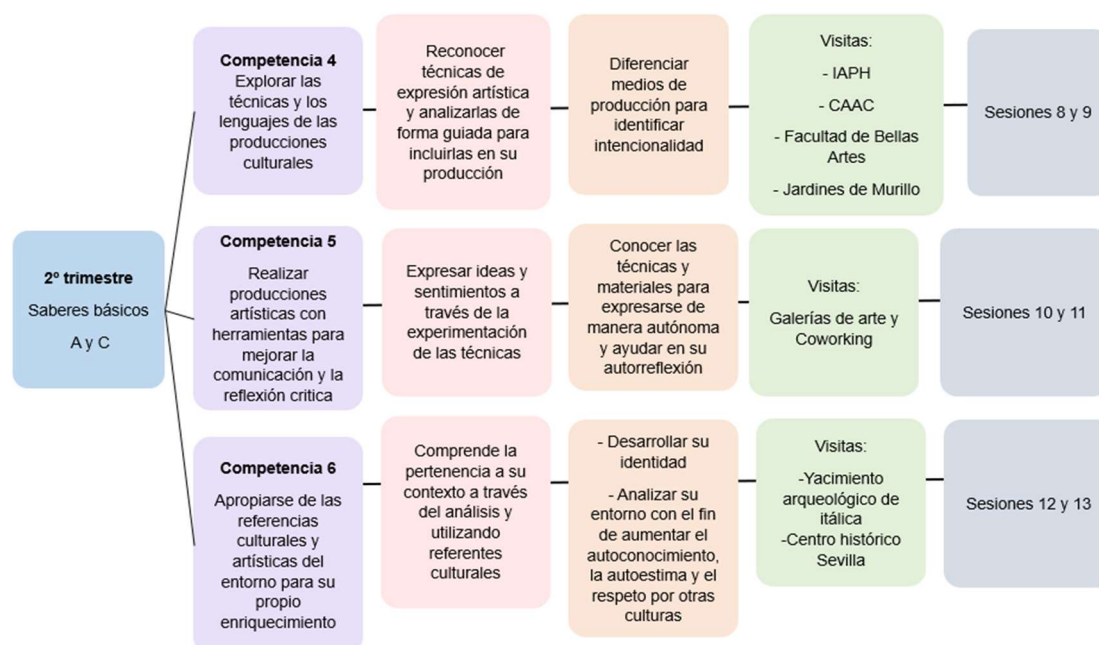 2º trimestre
Saberes básicos
A y C
Competencia 4
Explorar las
técnicas y los
lenguajes de las
producciones
culturales
Reconocer
técnicas de
expresión artística
y analizarlas de
forma guiada para
incluirlas en su
producción
Diferenciar
medios de
producción para
identificar
intencionalidad
Visitas:
- IAPH
- CAAC
- Facultad de Bellas
Artes
- Jardines de Murillo
Sesiones 8 y 9
Competencia 5
Realizar
producciones
artísticas con
herramientas para
mejorar la
comunicación y la
reflexión critica
Expresar ideas y
sentimientos a
través de la
experimentación
de las técnicas
Conocer las
técnicas y
materiales para
expresarse de
manera autónoma
y ayudar en su
autorreflexión
Visitas:
Galerías de arte y
Coworking
Sesiones 10 y 11
Competencia 6
Apropiarse de las
referencias
culturales y
artísticas del
entorno para su
propio
enriquecimiento
Comprende la
pertenencia a su
contexto a través
del análisis y
utilizando
referentes
culturales
- Desarrollar su
identidad
- Analizar su
entorno con el fin
de aumentar el
autoconocimiento,
la autoestima y el
respeto por otras
culturas
Visitas:
-Yacimiento
arqueológico de
itálica
-Centro histórico
Sevilla
Sesiones 12 y 13